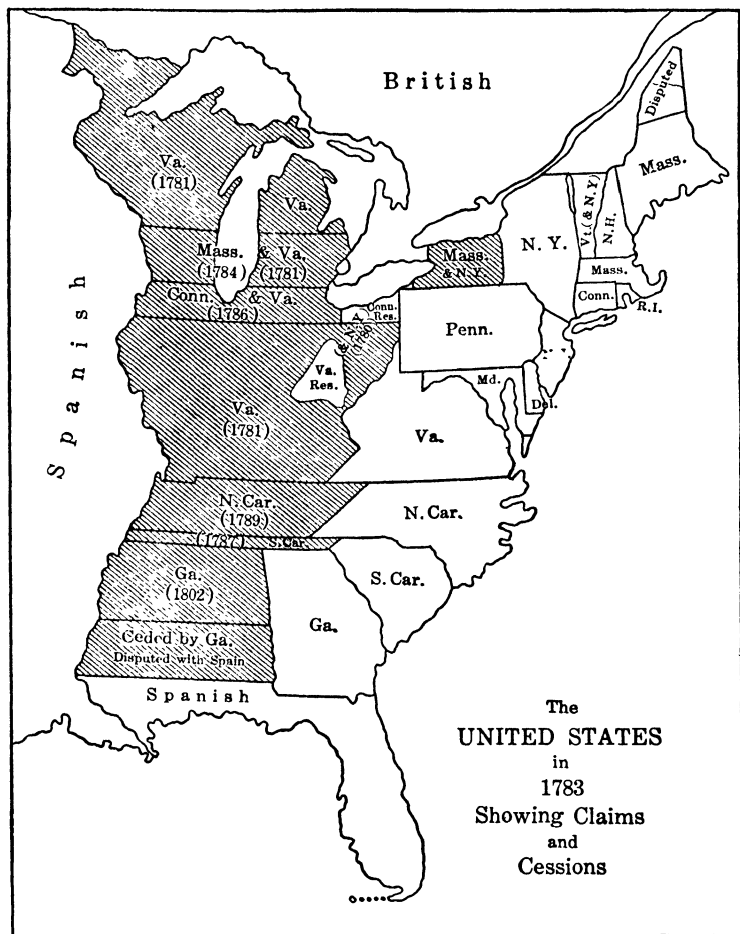 British
Disputed
Mass.
Vt. (& N.Y)
N.H.
N.Y.
Mass.
& N.Y.
Mass.
Conn.
R.I.
Va.
(1781)
Va.
Mass. & Va.
(1784) (1781)
Conn. & Va.
(1786)
Conn.
Res.
& N.Y.
(1780)
Penn.
Va.
Res.
Md.
Del.
Va.
(1781)
Va.
Spanish
N. Car.
(1789)
N. Car.
(1787) S. Car.
S. Car.
Ga.
(1802)
Ga.
Ceded by Ga.
Disputed with Spain
Spanish
The
UNITED STATES
in
1783
Showing Claims
and
Cessions